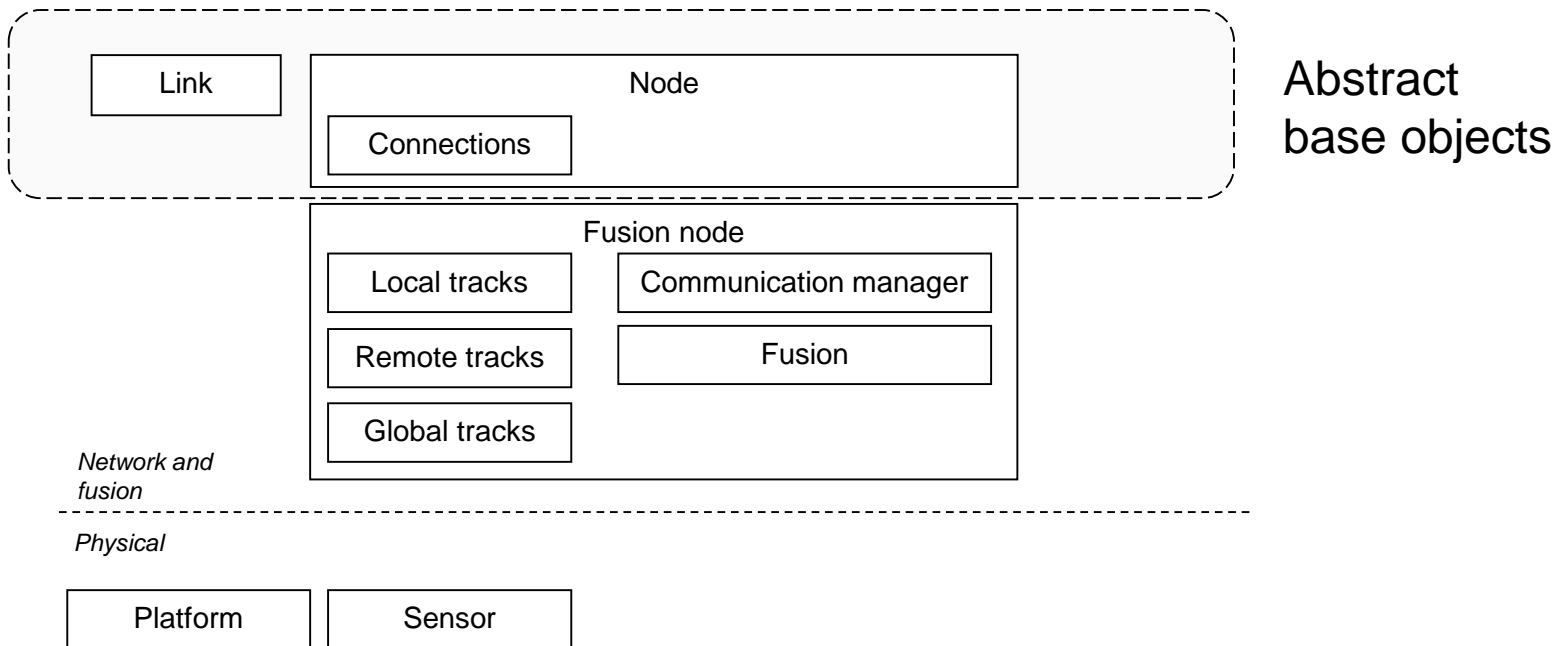 Link
Node
Connections
Abstract
base objects
Fusion node
Local tracks
Communication manager
Remote tracks
Fusion
Global tracks
Network and
fusion
Physical
Platform
Sensor